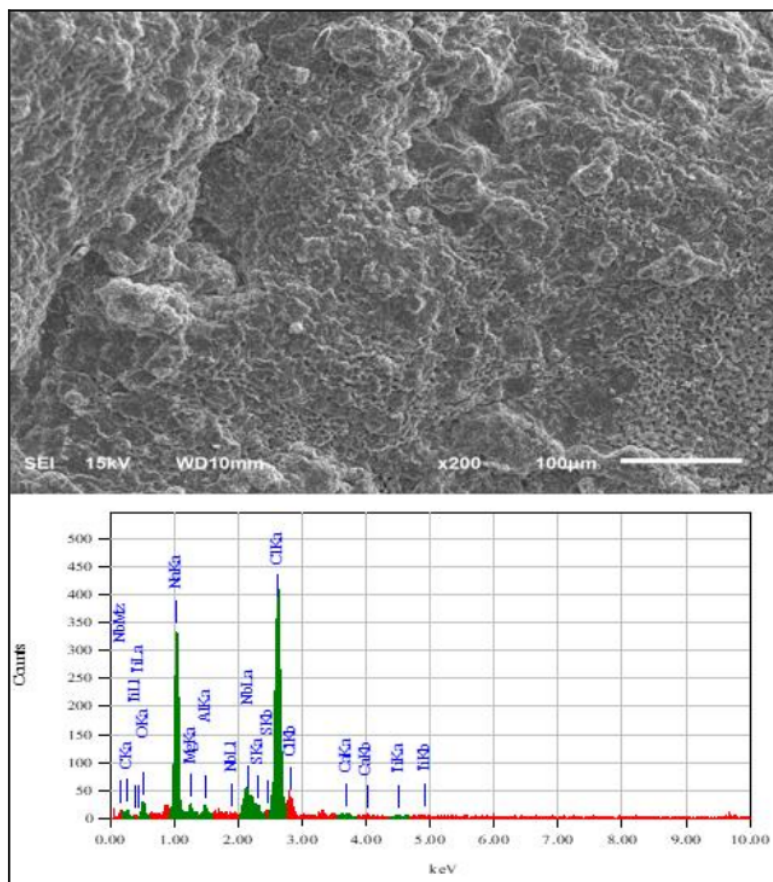 SEI 15kV WD10mm x200 100µm
Counts
500
450
400
350
300
250
200
150
100
50
0
NbMz
CKa
TiLl
TiLa
OKa
NaKa
MgKa
AlKa
NbLl
NbLa
SKa
SKb
ClKa
ClKb
CaKa
CaKb
TiKa
TiKb
0.00 1.00 2.00 3.00 4.00 5.00 6.00 7.00 8.00 9.00 10.00
keV